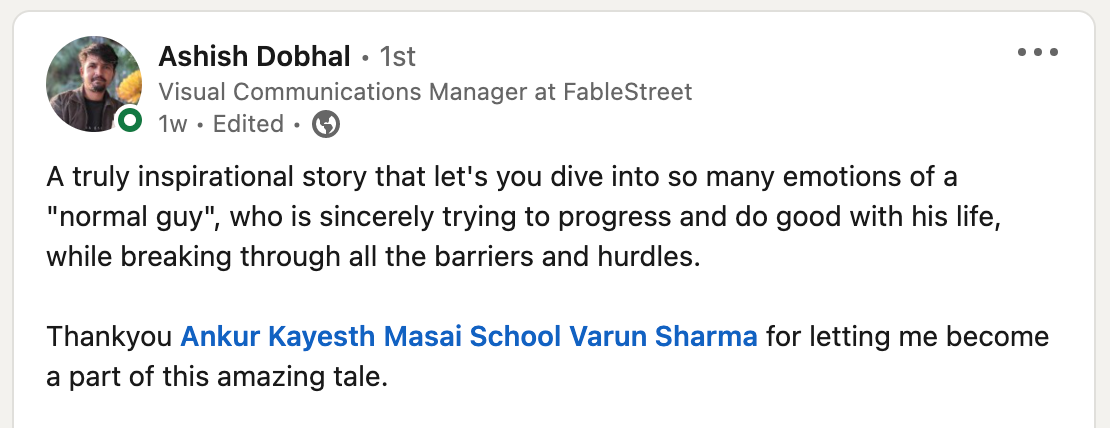 Ashish Dobhal • 1st
Visual Communications Manager at FableStreet
1w • Edited •
A truly inspirational story that let's you dive into so many emotions of a
"normal guy", who is sincerely trying to progress and do good with his life,
while breaking through all the barriers and hurdles.
Thankyou Ankur Kayesth Masai School Varun Sharma for letting me become
a part of this amazing tale.